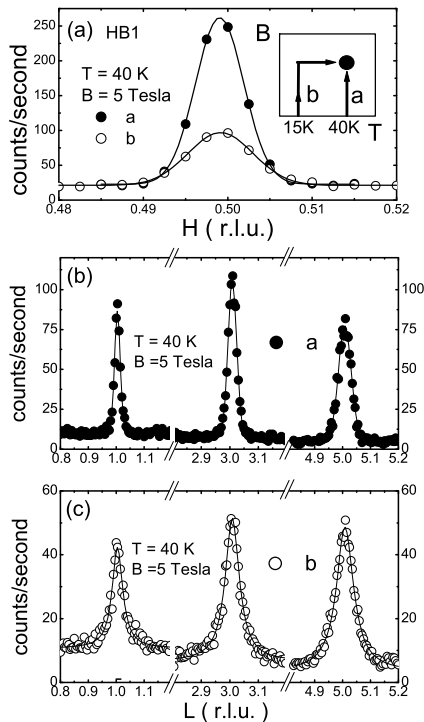 (a) HB1
T = 40 K
B = 5 Tesla
a
b
B
b
a
15K 40K T
counts/second
250
200
150
100
50
0
0.48 0.49 0.50 0.51 0.52
H ( r.l.u. )
(b)
T = 40 K
B =5 Tesla
a
counts/second
100
75
50
25
0
100
75
50
25
0
0.8 0.9 1.0 1.1 2.9 3.0 3.1 4.9 5.0 5.1 5.2
(c)
T = 40 K
B =5 Tesla
b
counts/second
60
40
20
0
60
40
20
0
0.8 0.9 1.0 1.1 2.9 3.0 3.1 4.9 5.0 5.1 5.2
L ( r.l.u. )